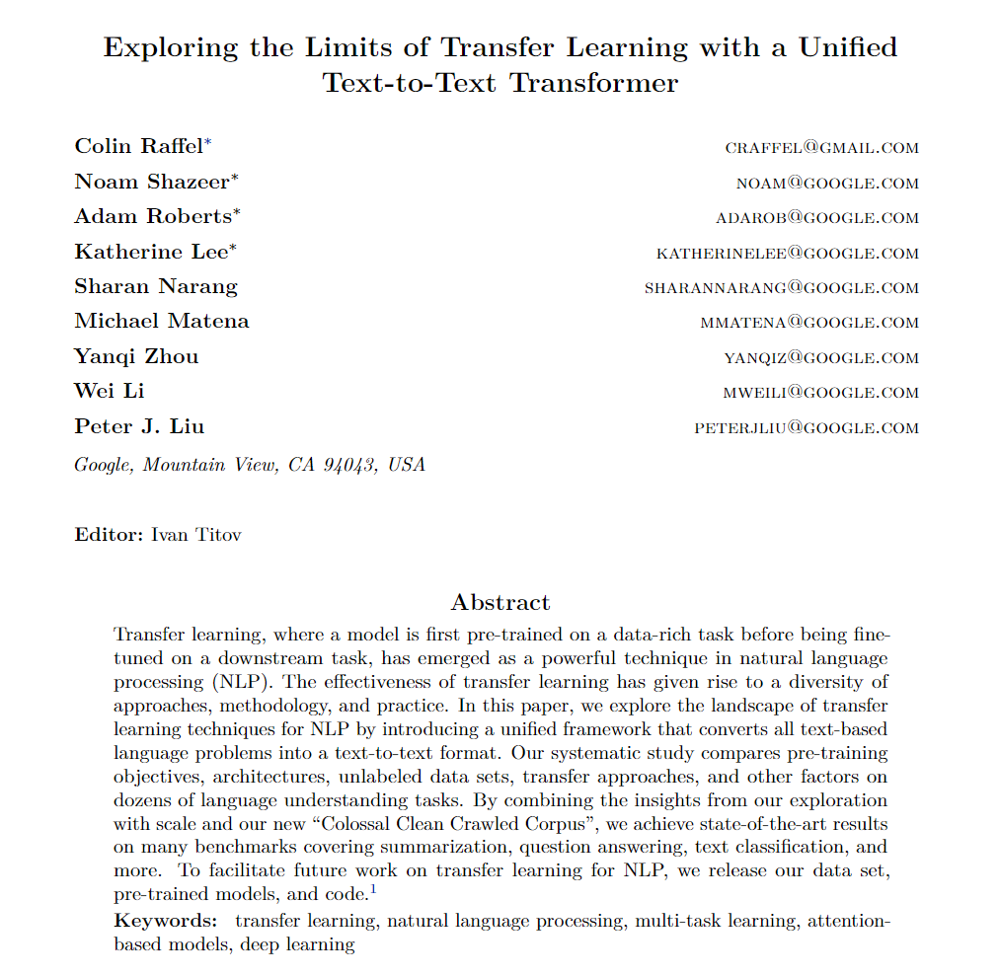 Exploring the Limits of Transfer Learning with a Unified
Text-to-Text Transformer
Colin Raffel* craffel@gmail.com
Noam Shazeer* noam@google.com
Adam Roberts* adarob@google.com
Katherine Lee* katherinelee@google.com
Sharan Narang sharannarang@google.com
Michael Matena mmatena@google.com
Yanqi Zhou yanqiz@google.com
Wei Li mweili@google.com
Peter J. Liu peterjliu@google.com
Google, Mountain View, CA 94043, USA
Editor: Ivan Titov
Abstract
Transfer learning, where a model is first pre-trained on a data-rich task before being fine-
tuned on a downstream task, has emerged as a powerful technique in natural language
processing (NLP). The effectiveness of transfer learning has given rise to a diversity of
approaches, methodology, and practice. In this paper, we explore the landscape of transfer
learning techniques for NLP by introducing a unified framework that converts all text-based
language problems into a text-to-text format. Our systematic study compares pre-training
objectives, architectures, unlabeled data sets, transfer approaches, and other factors on
dozens of language understanding tasks. By combining the insights from our exploration
with scale and our new “Colossal Clean Crawled Corpus”, we achieve state-of-the-art results
on many benchmarks covering summarization, question answering, text classification, and
more. To facilitate future work on transfer learning for NLP, we release our data set,
pre-trained models, and code.1
Keywords: transfer learning, natural language processing, multi-task learning, attention-
based models, deep learning